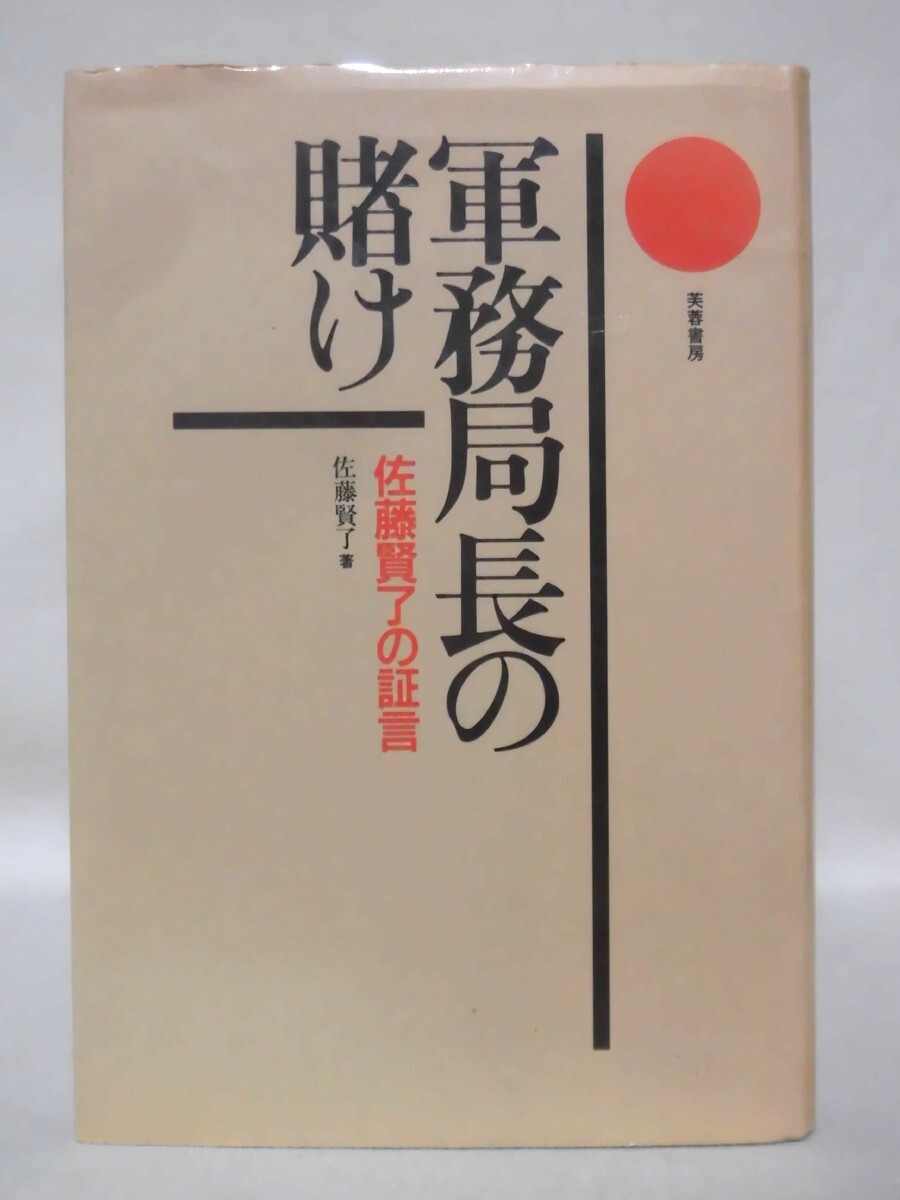 芙蓉書房
軍務局長の
賭け
佐藤賢了の証言
佐藤賢了 著